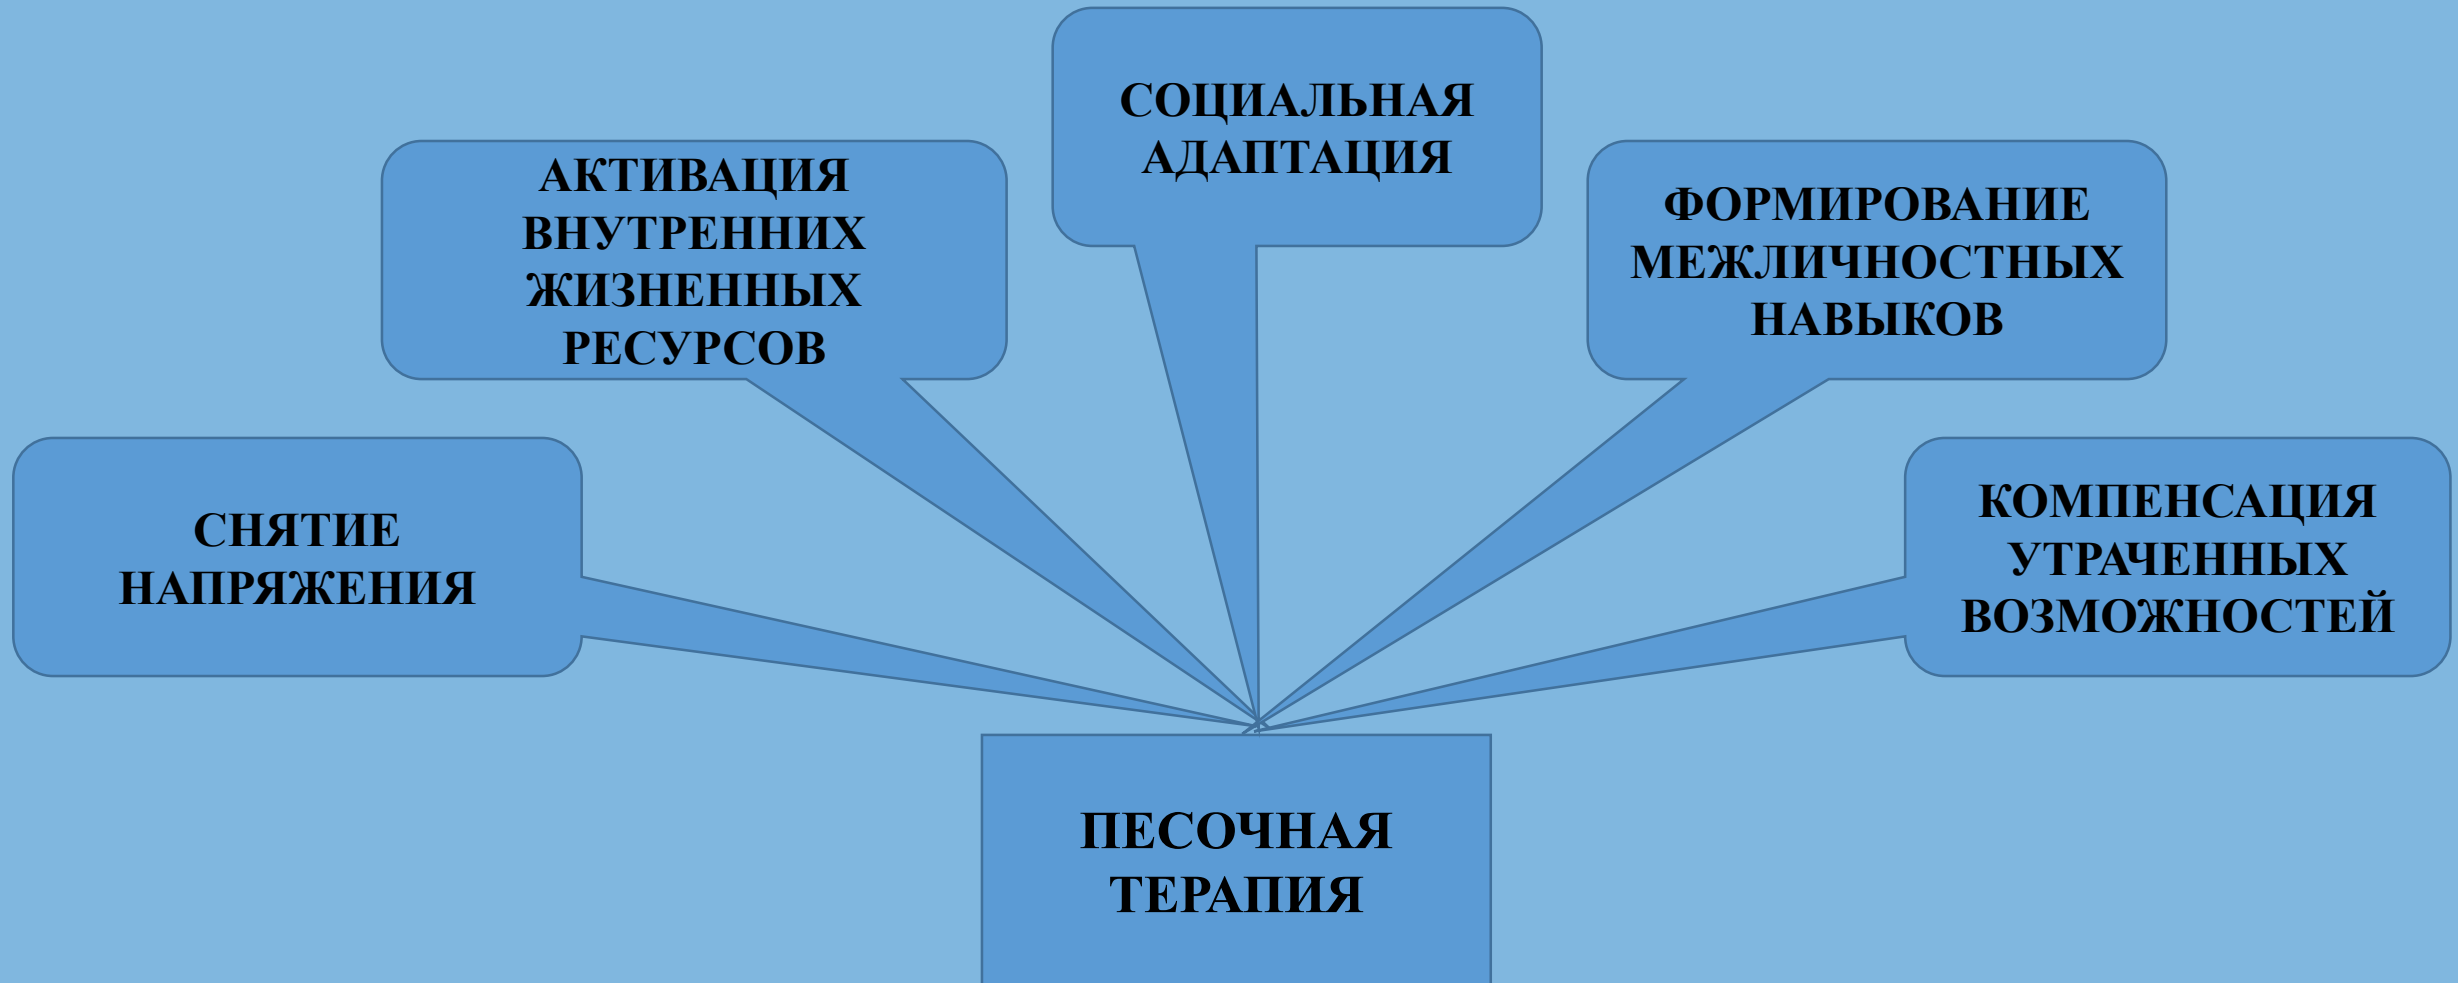 СОЦИАЛЬНАЯ
АДАПТАЦИЯ
АКТИВАЦИЯ
ВНУТРЕННИХ
ЖИЗНЕННЫХ
РЕСУРСОВ
ФОРМИРОВАНИЕ
МЕЖЛИЧНОСТНЫХ
НАВЫКОВ
СНЯТИЕ
НАПРЯЖЕНИЯ
КОМПЕНСАЦИЯ
УТРАЧЕННЫХ
ВОЗМОЖНОСТЕЙ
ПЕСОЧНАЯ
ТЕРАПИЯ